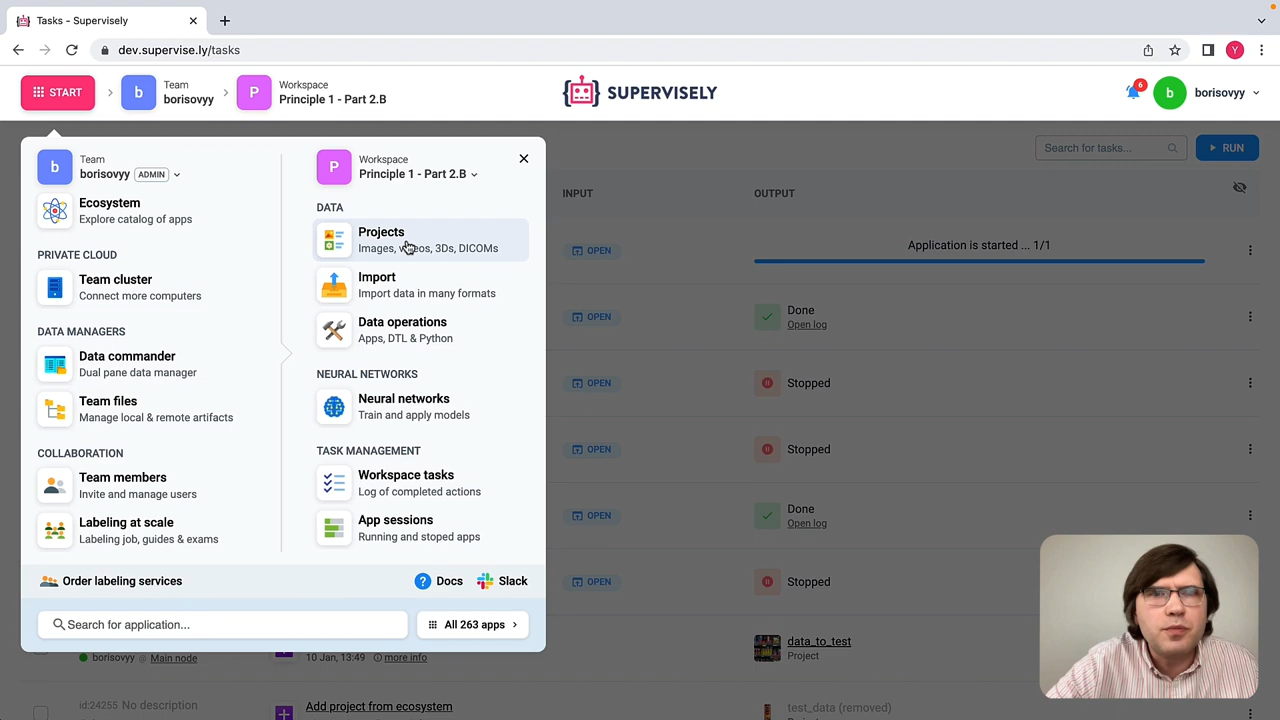 Tasks - Supervisely
dev.supervise.ly/tasks
Y
START
b
Team
borisovyy
P
Workspace
Principle 1 - Part 2.B
SUPERVISELY
6
b
borisovyy
b
Team
borisovyy ADMIN
Ecosystem
Explore catalog of apps
PRIVATE CLOUD
Team cluster
Connect more computers
DATA MANAGERS
Data commander
Dual pane data manager
Team files
Manage local & remote artifacts
COLLABORATION
Team members
Invite and manage users
Labeling at scale
Labeling job, guides & exams
P
Workspace
Principle 1 - Part 2.B
DATA
Projects
Images, videos, 3Ds, DICOMs
Import
Import data in many formats
Data operations
Apps, DTL & Python
NEURAL NETWORKS
Neural networks
Train and apply models
TASK MANAGEMENT
Workspace tasks
Log of completed actions
App sessions
Running and stoped apps
Order labeling services
? Docs
Slack
Search for application...
All 263 apps
Search for tasks...
RUN
INPUT
OUTPUT
OPEN
Application is started ... 1/1
OPEN
Done
Open log
OPEN
Stopped
OPEN
Stopped
OPEN
Done
Open log
OPEN
Stopped
borisovyy @ Main node
10 Jan, 13:49 more info
data_to_test
Project
id:24255 No description
Add project from ecosystem
test_data (removed)